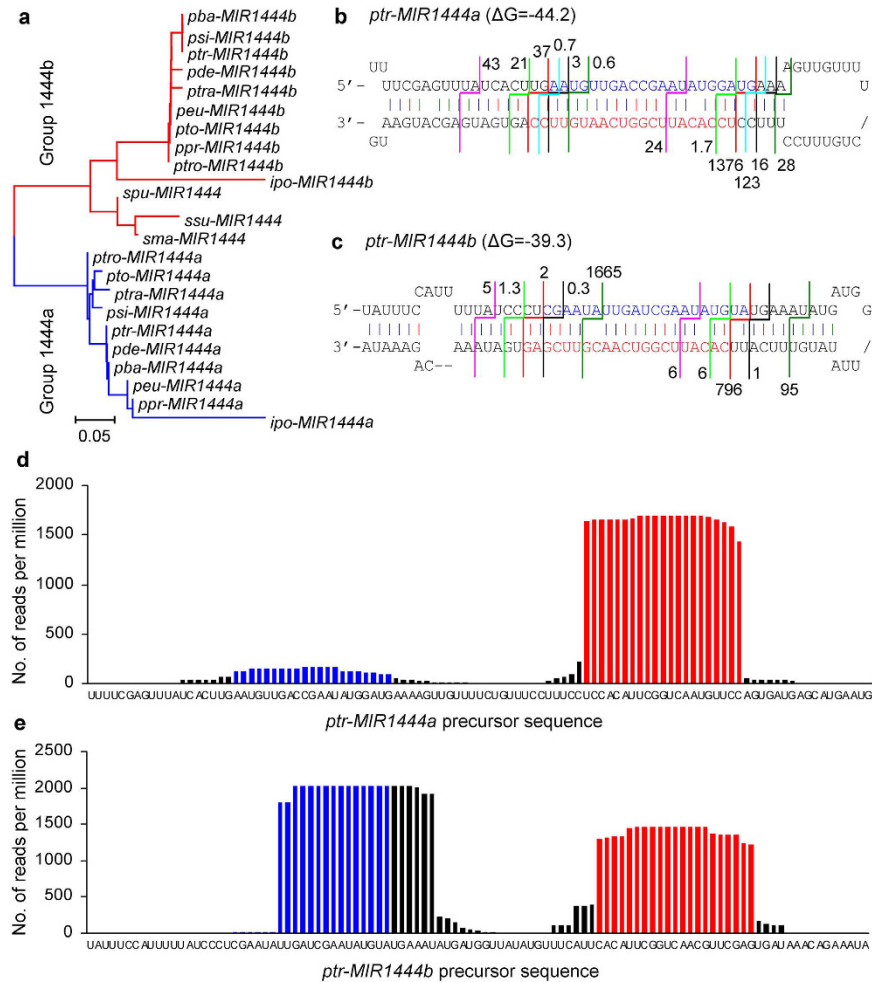 a
pba-MIR1444b
psi-MIR1444b
ptr-MIR1444b
pde-MIR1444b
ptra-MIR1444b
peu-MIR1444b
pto-MIR1444b
ppr-MIR1444b
ptro-MIR1444b
ipo-MIR1444b
spu-MIR1444
ssu-MIR1444
sma-MIR1444
ptro-MIR1444a
pto-MIR1444a
ptra-MIR1444a
psi-MIR1444a
ptr-MIR1444a
pde-MIR1444a
pba-MIR1444a
peu-MIR1444a
ppr-MIR1444a
ipo-MIR1444a
Group 1444b
Group 1444a
0.05
b ptr-MIR1444a (ΔG=-44.2)
43 21 37 0.7 3 0.6
UU AGUUGUUU
5′- UUCGAGUUUAUCACUUGAAUGUUGACCGAAUAUGGAUGAAA U
3′- AAGUACGAGUAGUGACCUUGUAACUGGCUUACACCUCCUUU /
GU CCUUUGUC
24 1.7 1376 123 16 28
c ptr-MIR1444b (ΔG=-39.3)
5 1.3 2 0.3 1665
CAUU AUG
5′-UAUUUC UUUAUCCCUCGAAUAUUGAUCGAAUAUGUAUGAAAUAUG G
3′-AUAAAG AAAUAGUGAGCUUGCAACUGGCUUACACUUACUUUGUAU /
AC-- AUU
6 6 796 1 95
d
No. of reads per million
2000
1500
1000
500
0
UUUUCGAGUUUAUCACUUGAAUGUUGACCGAAUAUGGAUGAAAAGUUGUUUUCUGUUUCCUUUCCUCCACAUUCGGUCAAUGUUCCAGUGAUGAGCAUGAAUG
ptr-MIR1444a precursor sequence
e
No. of reads per million
2500
2000
1500
1000
500
0
UAUUUCCAUUUUUAUCCCUCGAAUAUUGAUCGAAUAUGUAUGAAAUAUGAUGGUUAUAUGUUUCAUUCACAUUCGGUCAACGUUCGAGUGAUAAACAGAAAUA
ptr-MIR1444b precursor sequence